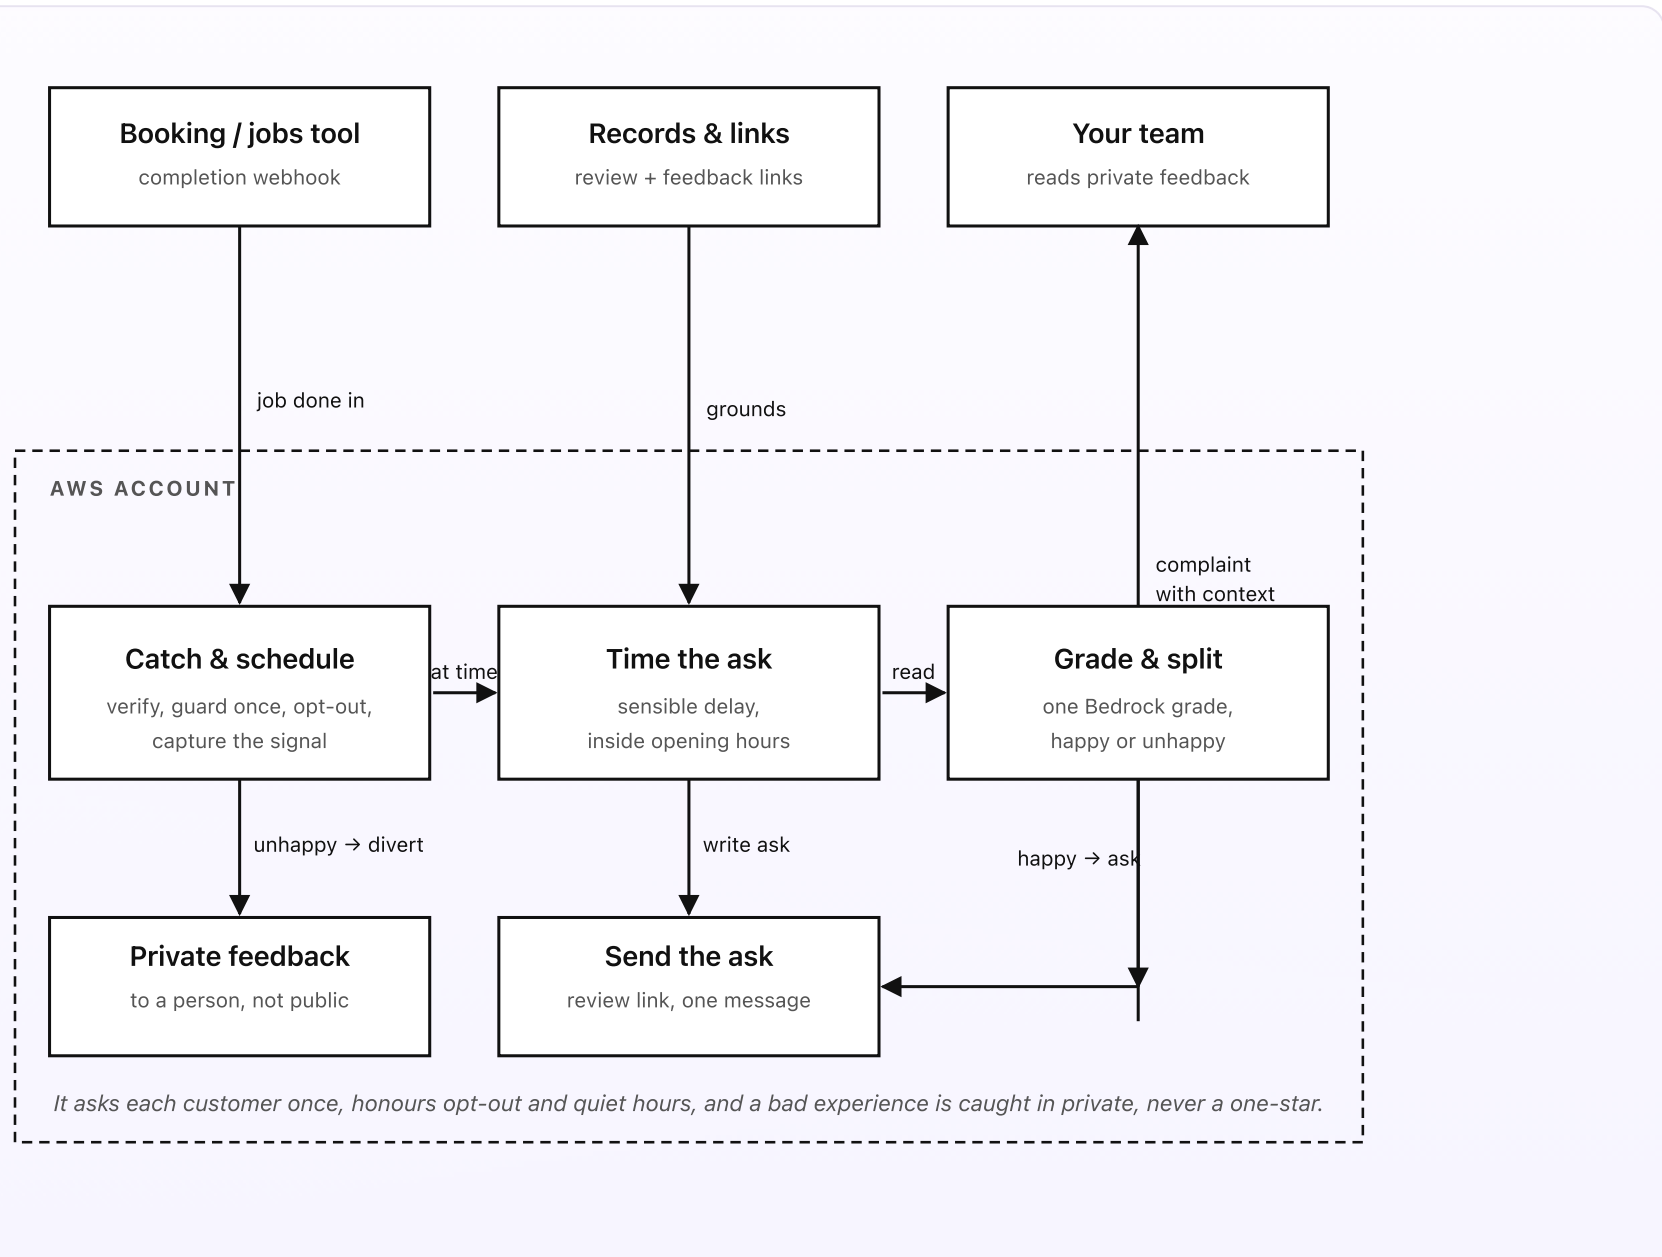 Booking / jobs tool
completion webhook
Records & links
review + feedback links
Your team
reads private feedback
job done in
grounds
AWS ACCOUNT
complaint
with context
Catch & schedule
verify, guard once, opt-out,
capture the signal
at time
Time the ask
sensible delay,
inside opening hours
read
Grade & split
one Bedrock grade,
happy or unhappy
unhappy → divert
write ask
happy → ask
Private feedback
to a person, not public
Send the ask
review link, one message
It asks each customer once, honours opt-out and quiet hours, and a bad experience is caught in private, never a one-star.